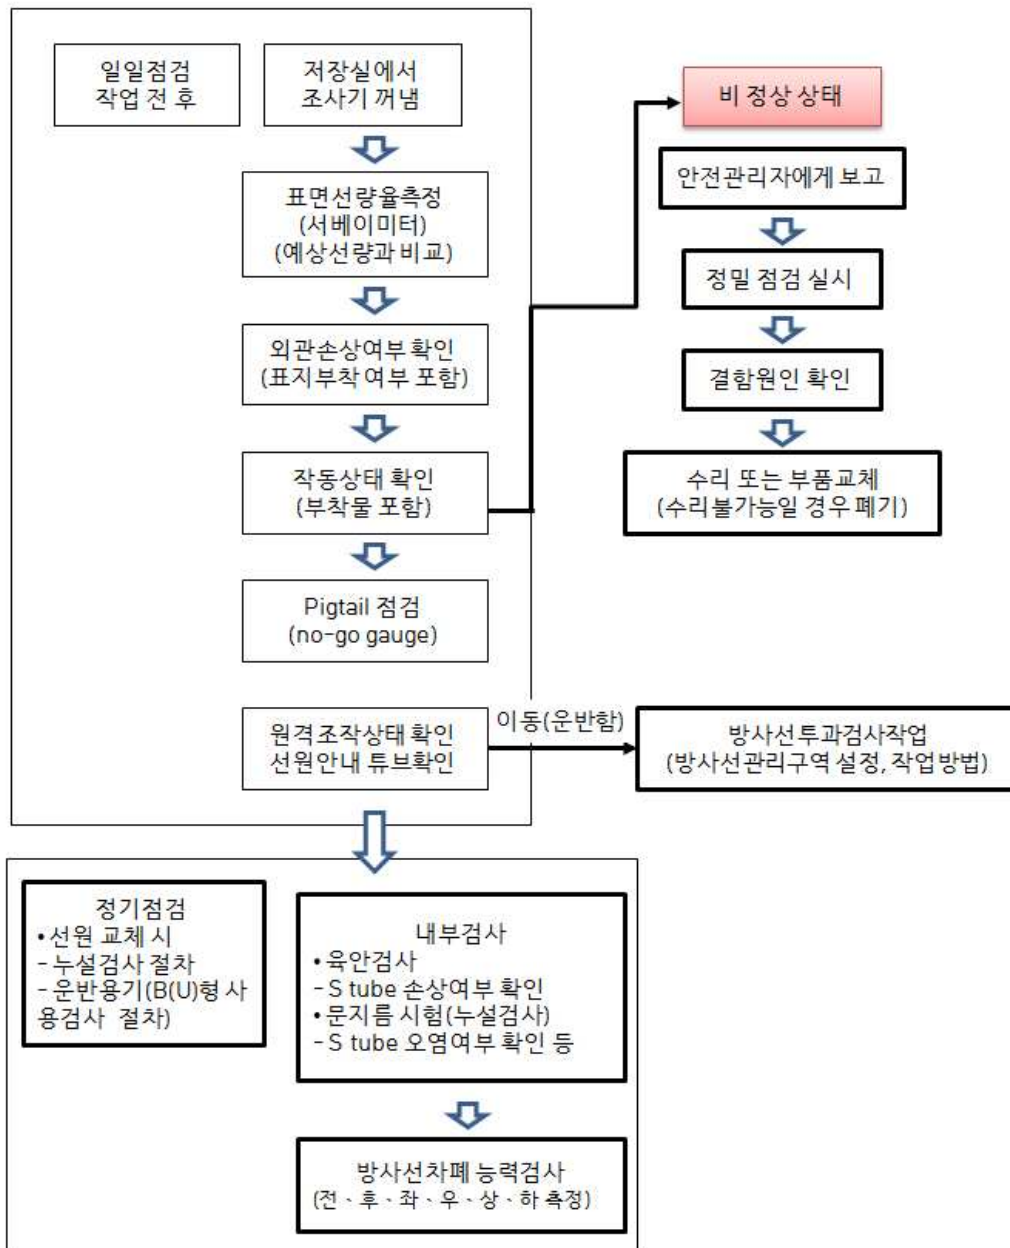 일일점검
작업 전 후
저장실에서
조사기 꺼냄
표면선량율측정
(서베이미터)
(예상선량과 비교)
외관손상여부 확인
(표지부착 여부 포함)
작동상태 확인
(부착물 포함)
Pigtail 점검
(no-go gauge)
원격조작상태 확인
선원안내 튜브확인
비 정상 상태
안전관리자에게 보고
정밀 점검 실시
결함원인 확인
수리 또는 부품교체
(수리불가능일 경우 폐기)
이동(운반함)
방사선투과검사작업
(방사선관리구역 설정, 작업 방법)
정기점검
• 선원 교체 시
- 누설검사 절차
- 운반용기(B(U)형 사
용검사 절차)
내부검사
• 육안검사
- S tube 손상여부 확인
• 문지름 시험(누설검사)
- S tube 오염여부 확인 등
방사선차폐 능력검사
(전、후、좌、우、상、하 측정)